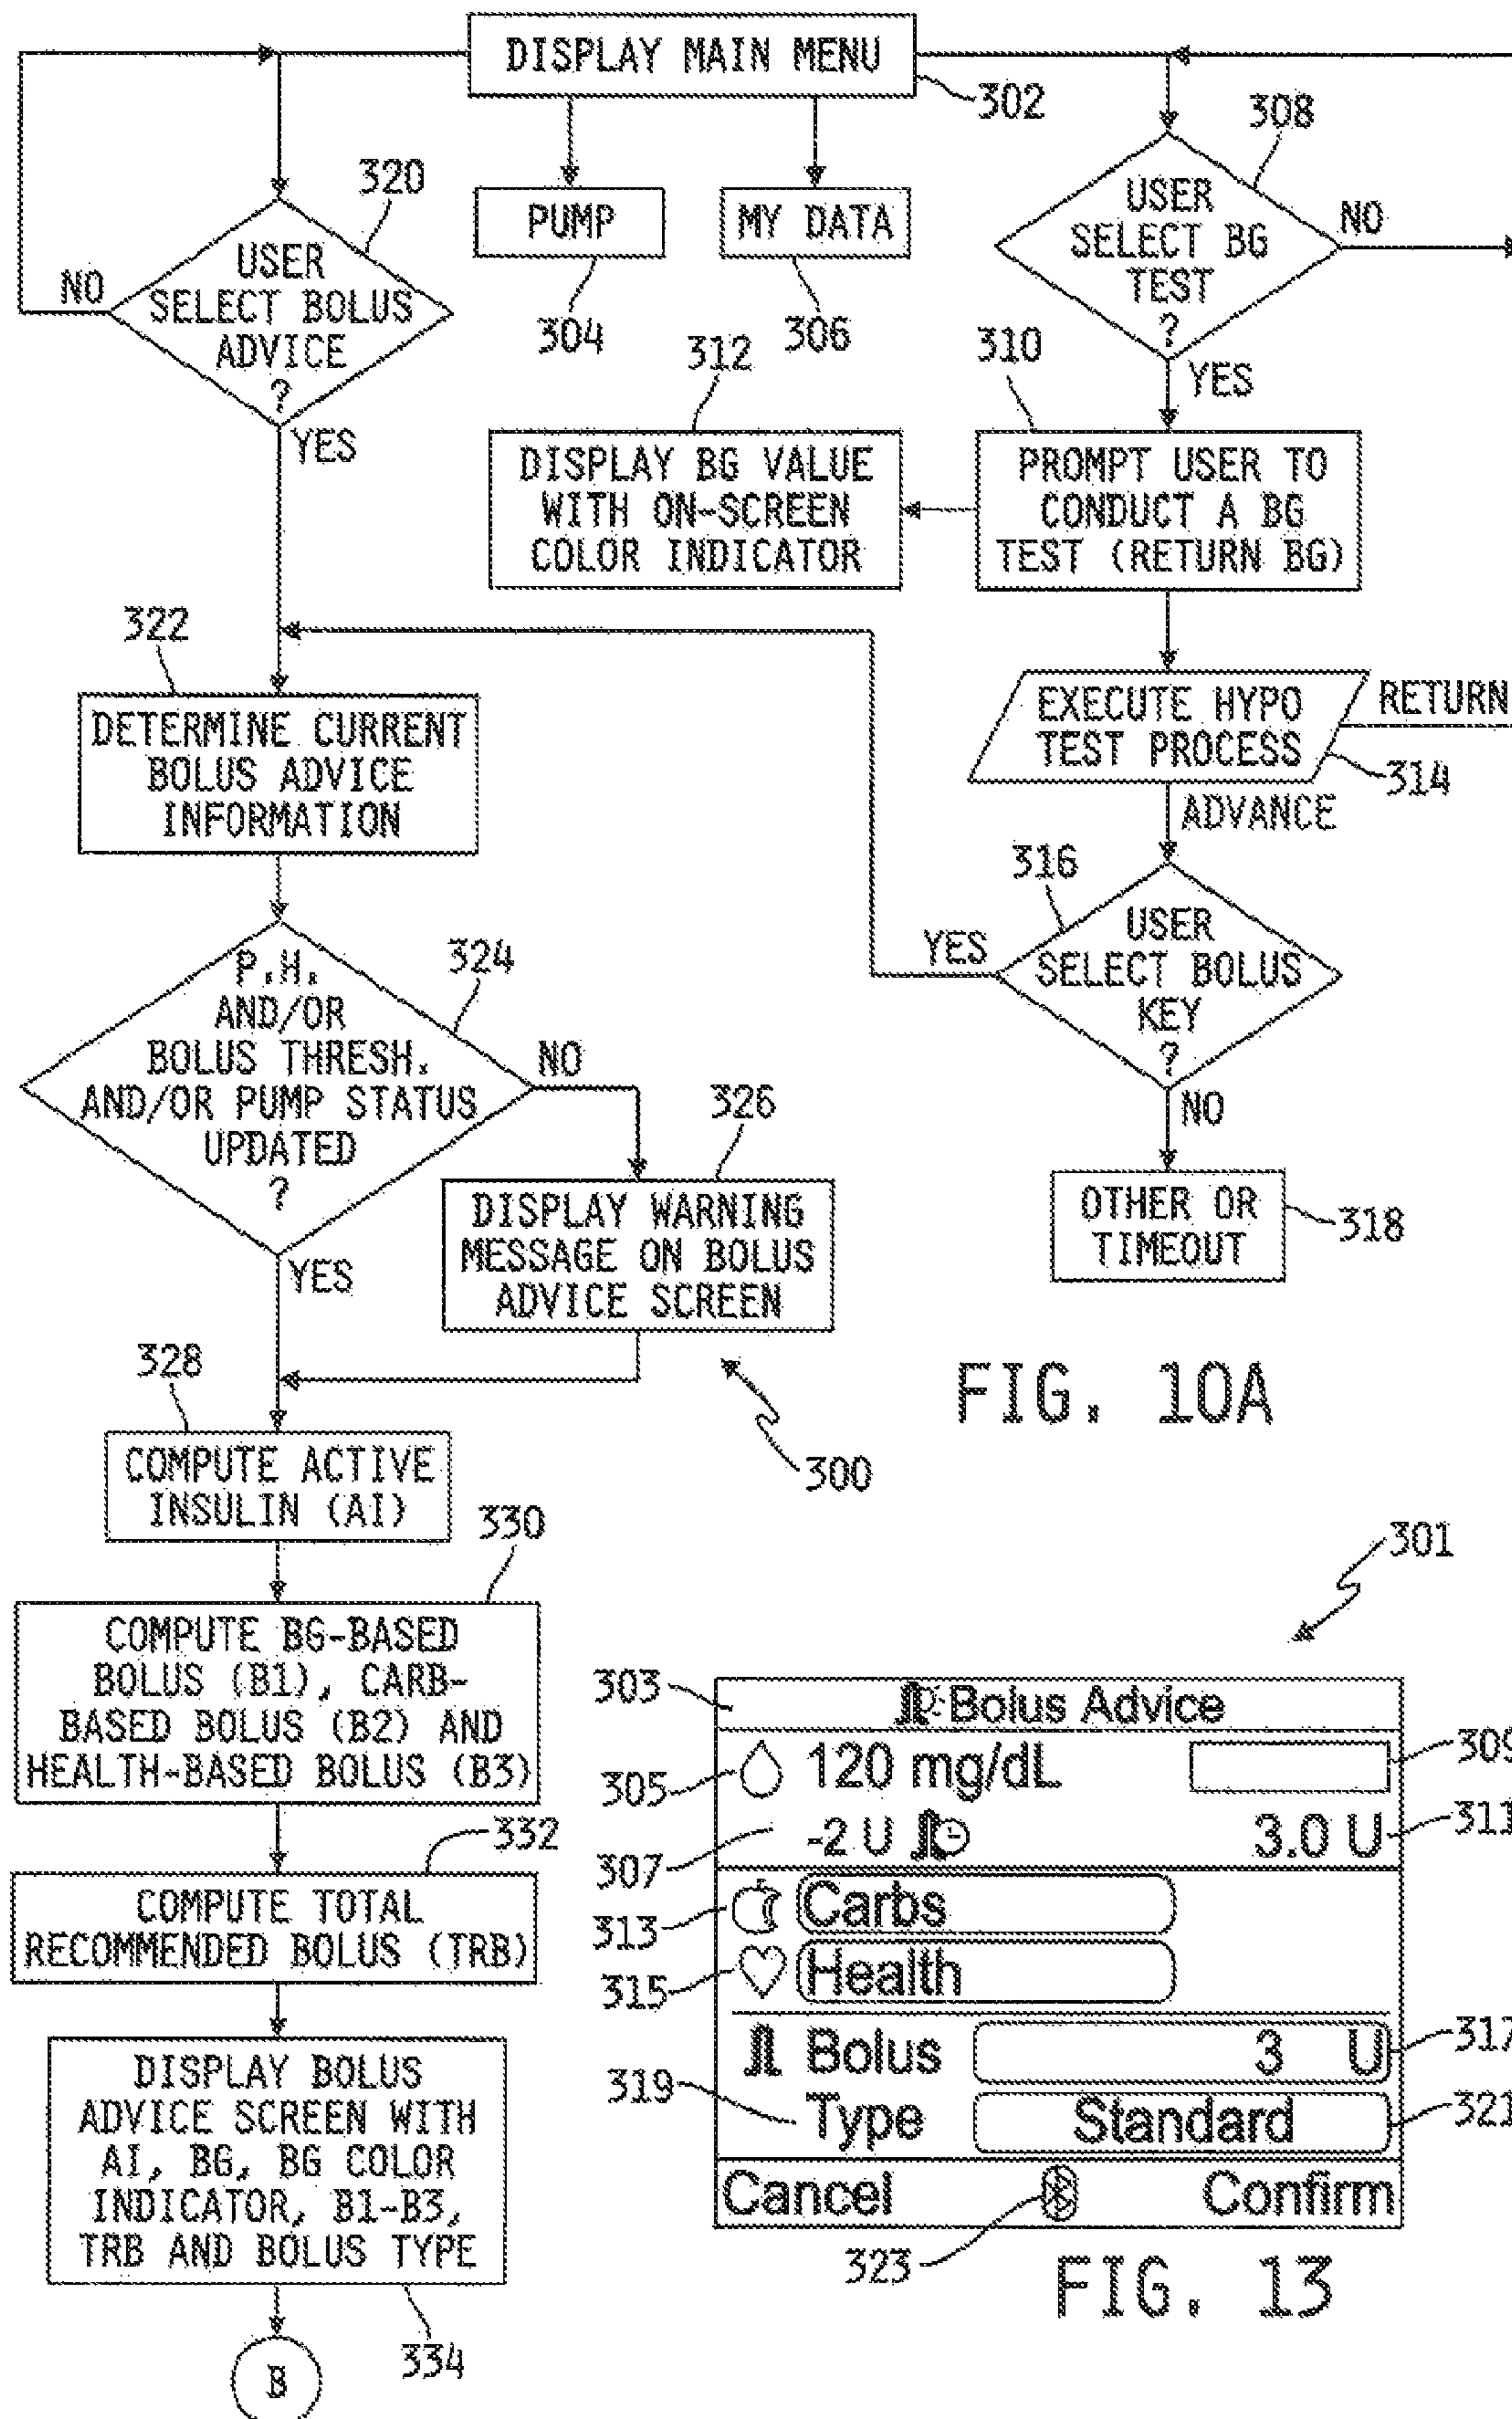 DISPLAY MAIN MENU
302
308
320
USER
SELECT BOLUS
ADVICE
?
NO
YES
PUMP
304
MY DATA
306
USER
SELECT BG
TEST
?
NO
YES
310
312
DISPLAY BG VALUE
WITH ON-SCREEN
COLOR INDICATOR
PROMPT USER TO
CONDUCT A BG
TEST (RETURN BG)
322
DETERMINE CURRENT
BOLUS ADVICE
INFORMATION
EXECUTE HYPO
TEST PROCESS
RETURN
314
ADVANCE
316
USER
SELECT BOLUS
KEY
?
YES
NO
324
P.H.
AND/OR
BOLUS THRESH.
AND/OR PUMP STATUS
UPDATED
?
NO
YES
326
DISPLAY WARNING
MESSAGE ON BOLUS
ADVICE SCREEN
OTHER OR
TIMEOUT
318
328
COMPUTE ACTIVE
INSULIN (AI)
300
FIG. 10A
330
COMPUTE BG-BASED
BOLUS (B1), CARB-
BASED BOLUS (B2) AND
HEALTH-BASED BOLUS (B3)
332
COMPUTE TOTAL
RECOMMENDED BOLUS (TRB)
DISPLAY BOLUS
ADVICE SCREEN WITH
AI, BG, BG COLOR
INDICATOR, B1-B3,
TRB AND BOLUS TYPE
334
B
301
303
Bolus Advice
305
120 mg/dL
309
307
-2 U
3.0 U
311
313
Carbs
315
Health
Bolus
3 U
317
319
Type
Standard
321
Cancel
Confirm
323
FIG. 13